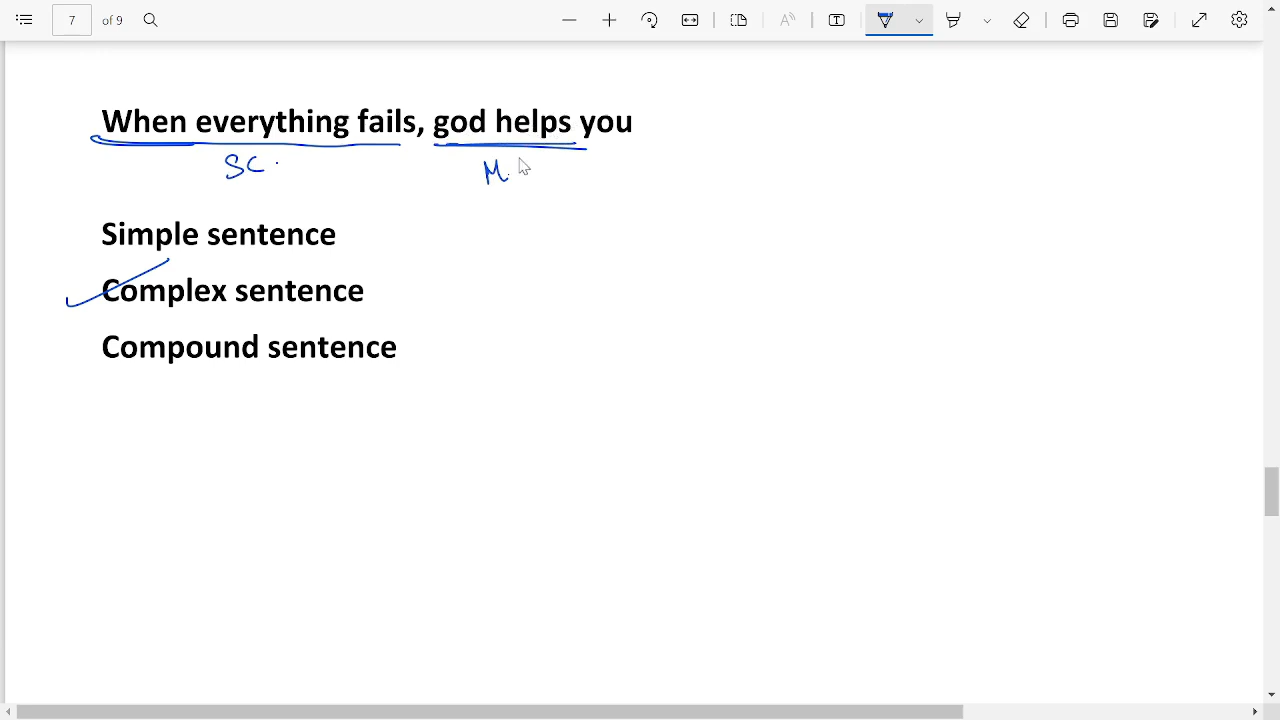 7 of 9
When everything fails, god helps you
SC. M.
Simple sentence
Complex sentence
Compound sentence